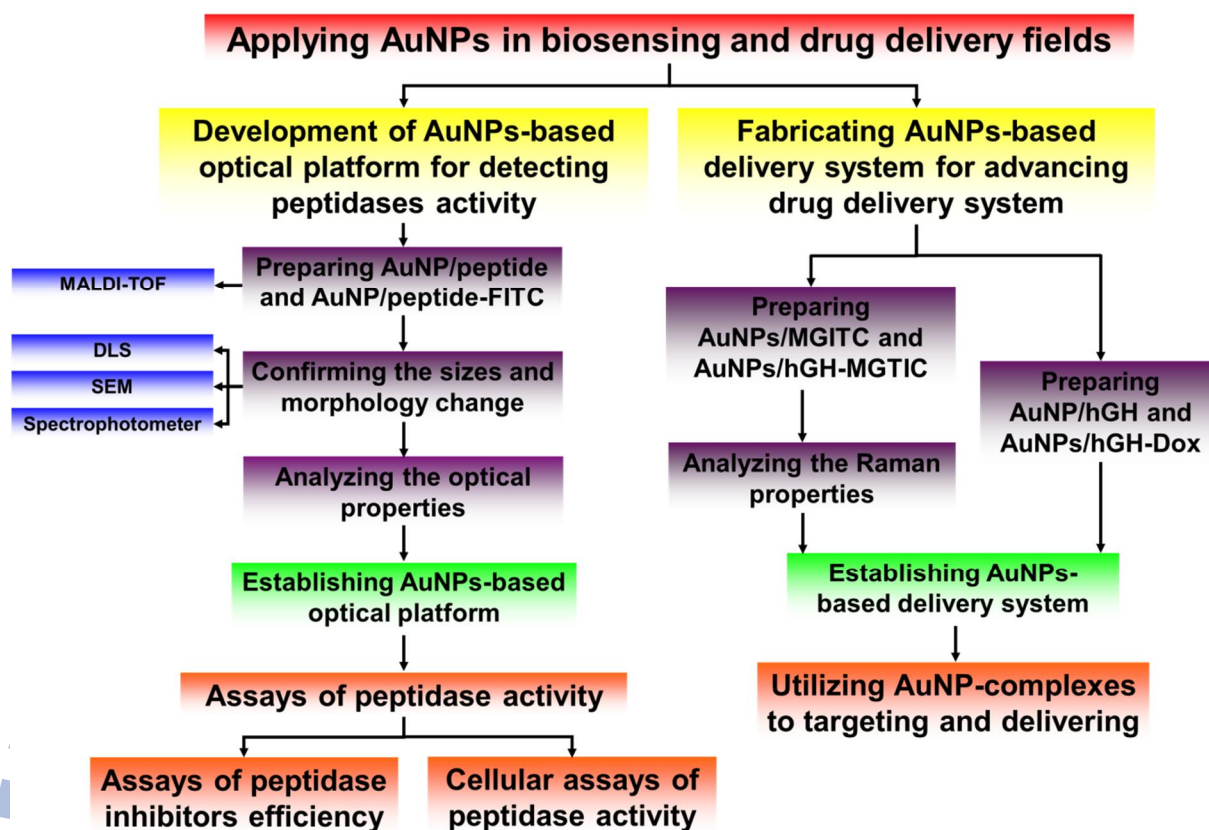 Applying AuNPs in biosensing and drug delivery fields
Development of AuNPs-based
optical platform for detecting
peptidases activity
Fabricating AuNPs-based
delivery system for advancing
drug delivery system
Preparing AuNP/peptide
and AuNP/peptide-FITC
MALDI-TOF
DLS
SEM
Spectrophotometer
Confirming the sizes and
morphology change
Analyzing the optical
properties
Establishing AuNPs-based
optical platform
Assays of peptidase activity
Assays of peptidase
inhibitors efficiency
Cellular assays of
peptidase activity
Preparing
AuNPs/MGITC and
AuNPs/hGH-MGTIC
Analyzing the Raman
properties
Preparing
AuNP/hGH and
AuNPs/hGH-Dox
Establishing AuNPs-
based delivery system
Utilizing AuNP-complexes
to targeting and delivering